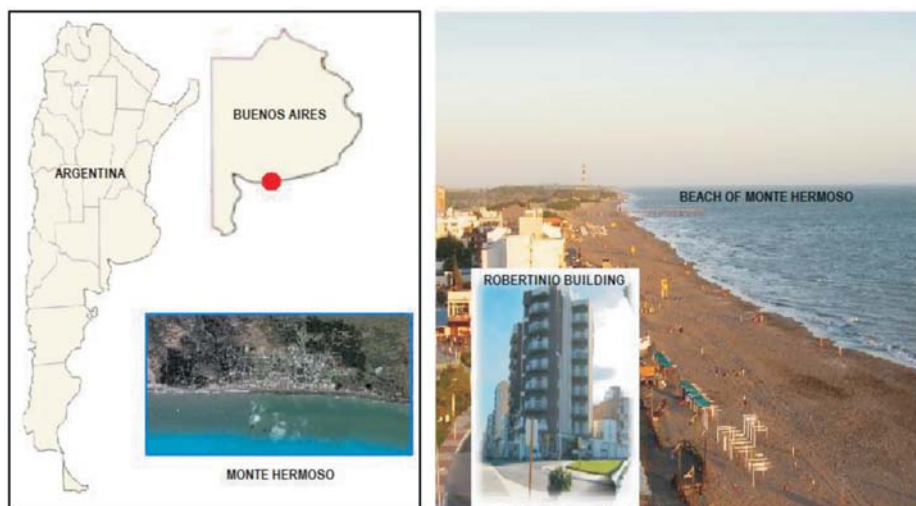 BUENOS AIRES
ARGENTINA
MONTE HERMOSO
BEACH OF MONTE HERMOSO
ROBERTINIO BUILDING